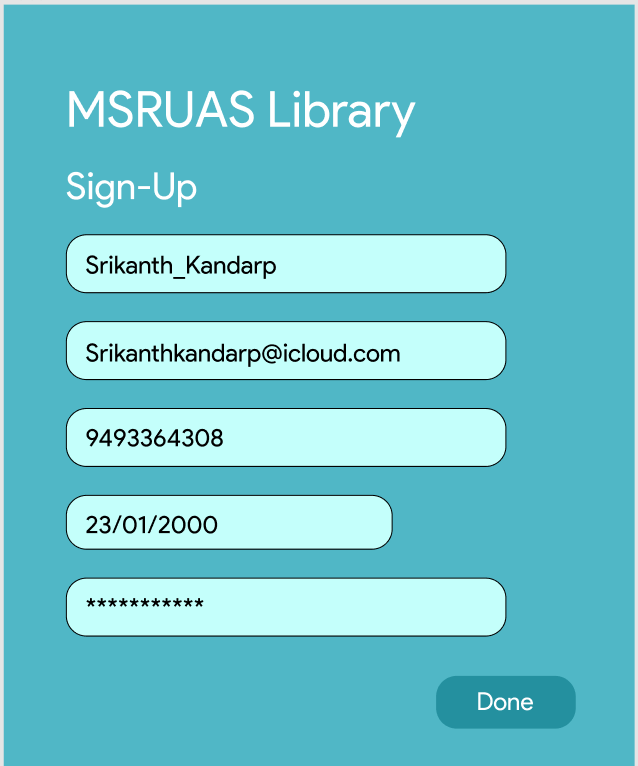 MSRUAS Library
Sign-Up
Srikanth_Kandarp
Srikanthkandarp@icloud.com
9493364308
23/01/2000
***********
Done